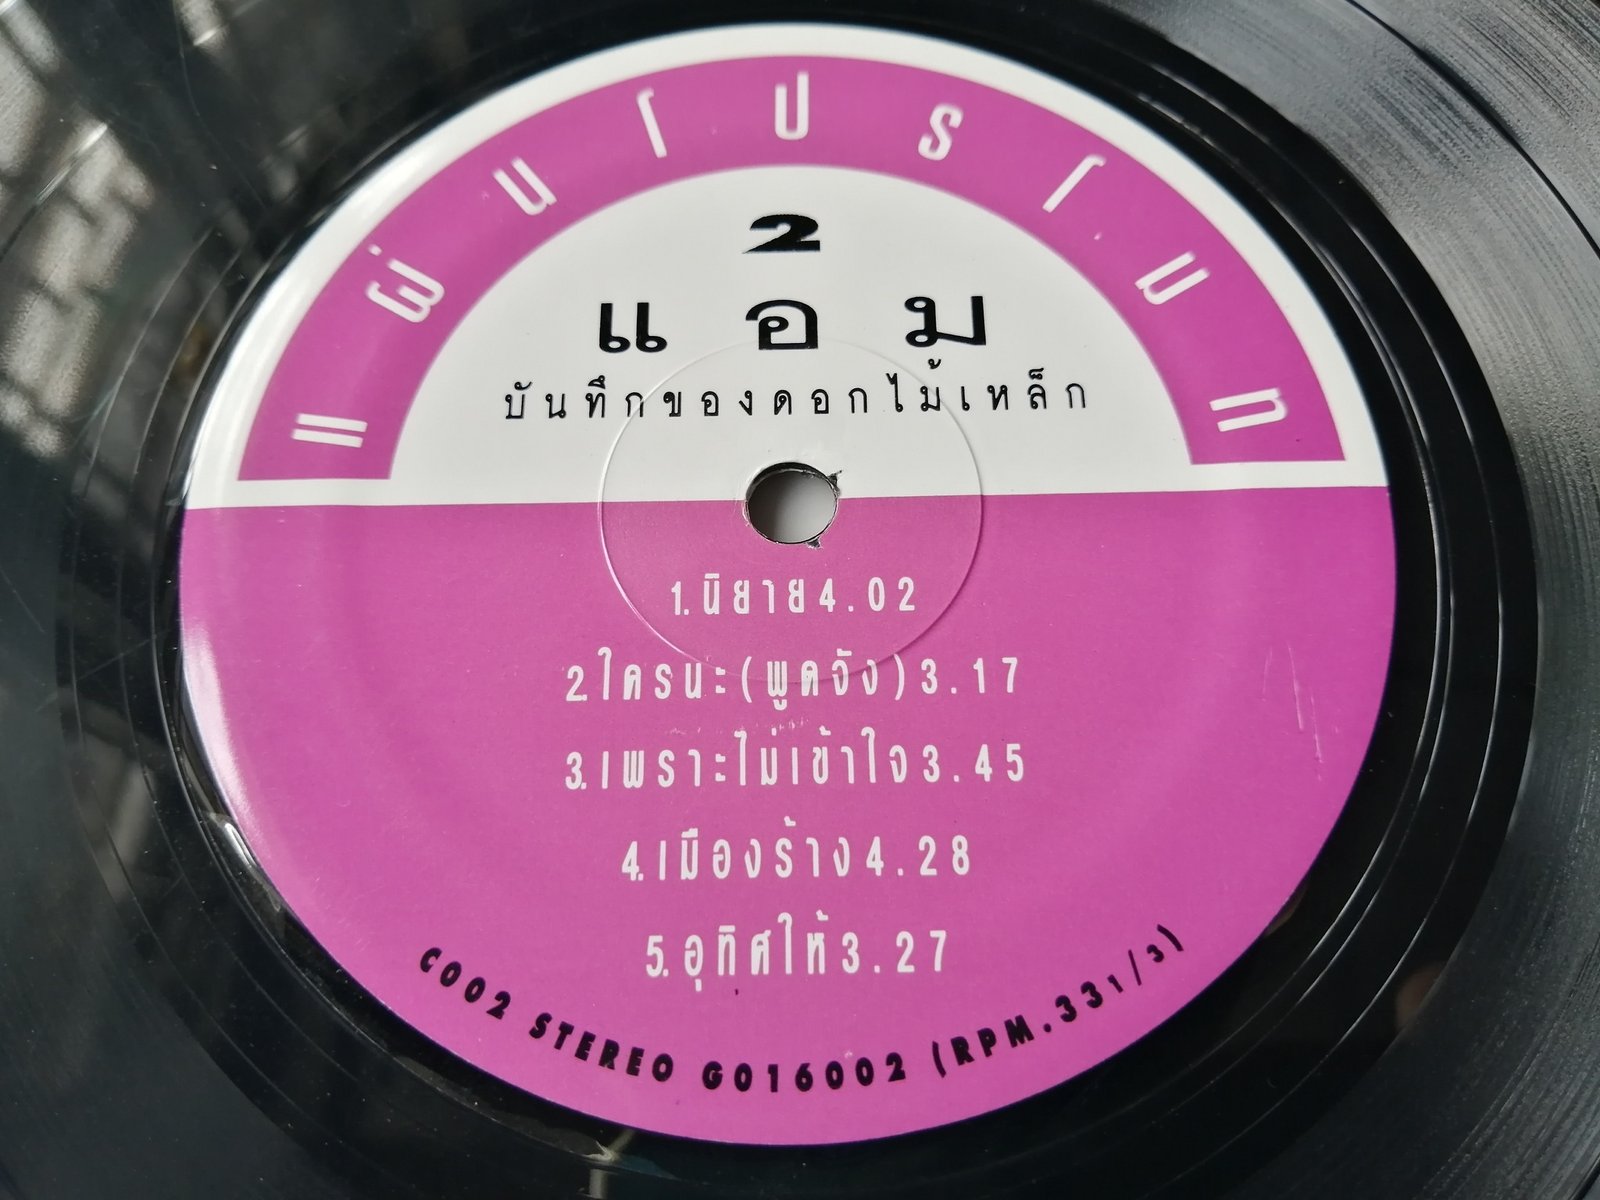 แผ่นโปรโมท
2
แอม
บันทึกของดอกไม้เหล็ก
1.นิยาย4.02
2.ใครนะ(พูดจัง)3.17
3.เพราะไม่เข้าใจ3.45
4.เมืองร้าง4.28
5.อุทิศให้3.27
C002 STEREO G016002 (RPM.331/3)